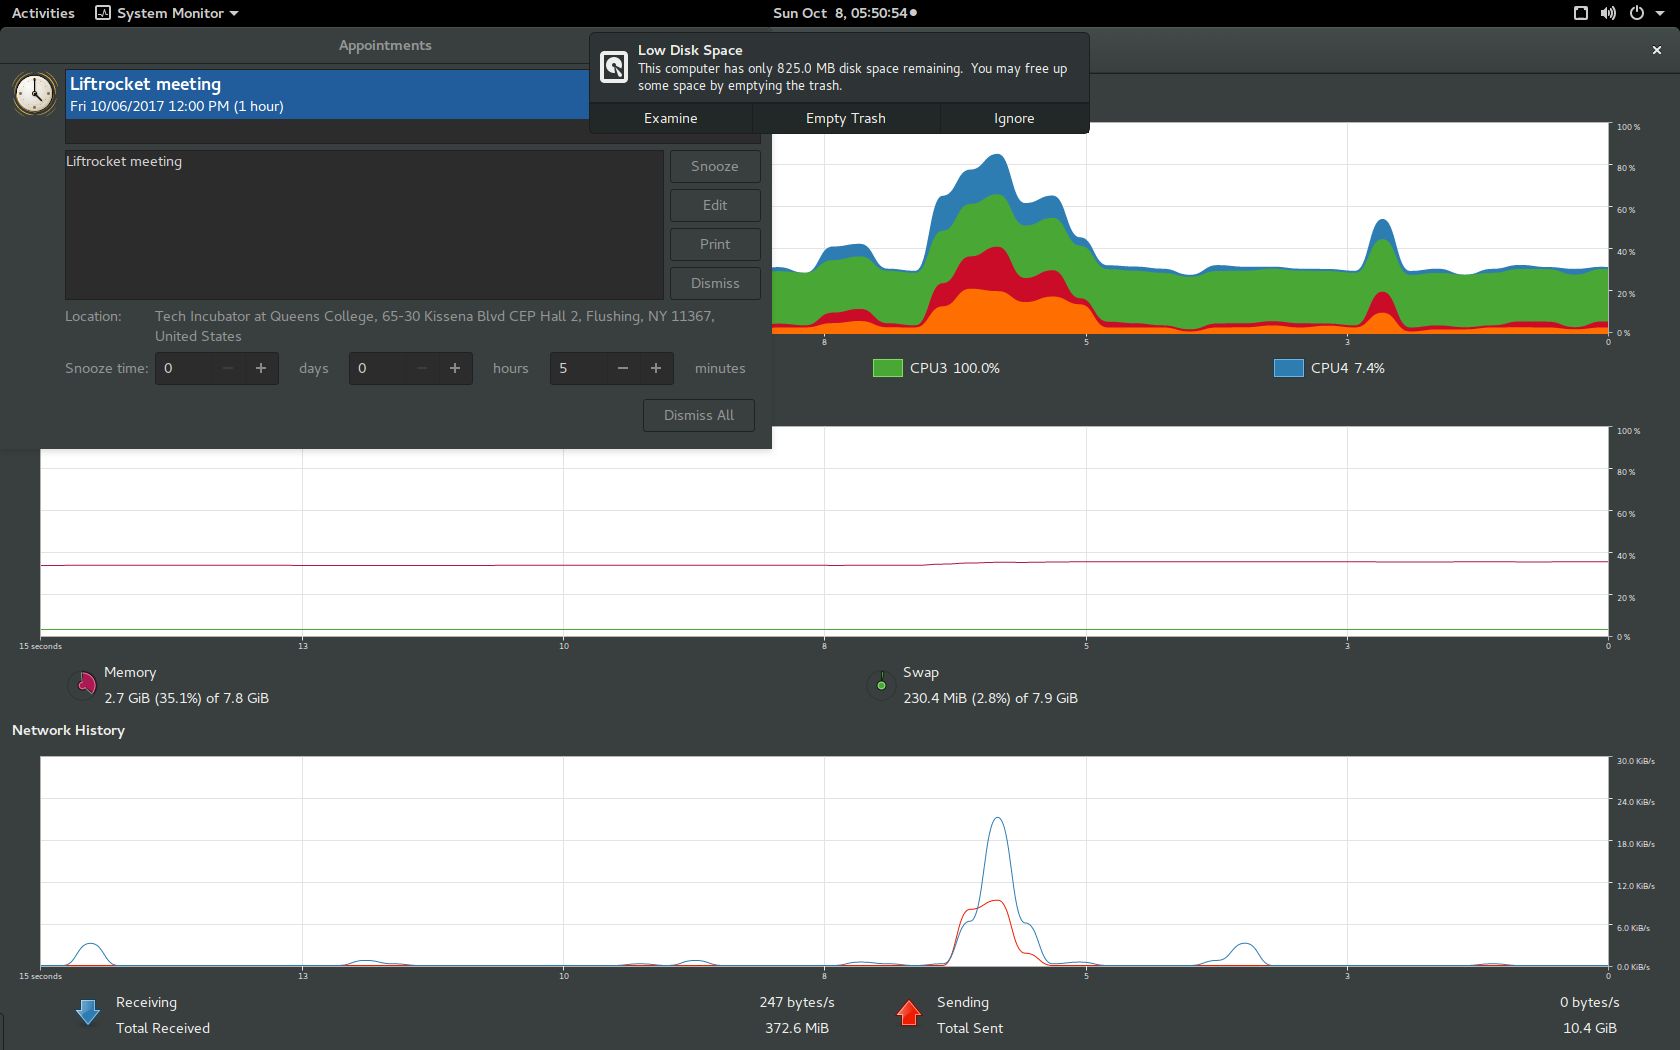 Activities
System Monitor
Sun Oct 8, 05:50:54
Appointments
Liftrocket meeting
Fri 10/06/2017 12:00 PM (1 hour)
Liftrocket meeting
Snooze
Edit
Print
Dismiss
Location:
Tech Incubator at Queens College, 65-30 Kissena Blvd CEP Hall 2, Flushing, NY 11367,
United States
Snooze time: 0 − + days 0 − + hours 5 − + minutes
Dismiss All
Low Disk Space
This computer has only 825.0 MB disk space remaining. You may free up
some space by emptying the trash.
Examine
Empty Trash
Ignore
100 %
80 %
60 %
40 %
20 %
0 %
8 5 3 0
CPU3 100.0%
CPU4 7.4%
100 %
80 %
60 %
40 %
20 %
0 %
15 seconds 13 10 8 5 3 0
Memory
2.7 GiB (35.1%) of 7.8 GiB
Swap
230.4 MiB (2.8%) of 7.9 GiB
Network History
30.0 KiB/s
24.0 KiB/s
18.0 KiB/s
12.0 KiB/s
6.0 KiB/s
0.0 KiB/s
15 seconds 13 10 8 5 3 0
Receiving 247 bytes/s
Total Received 372.6 MiB
Sending 0 bytes/s
Total Sent 10.4 GiB